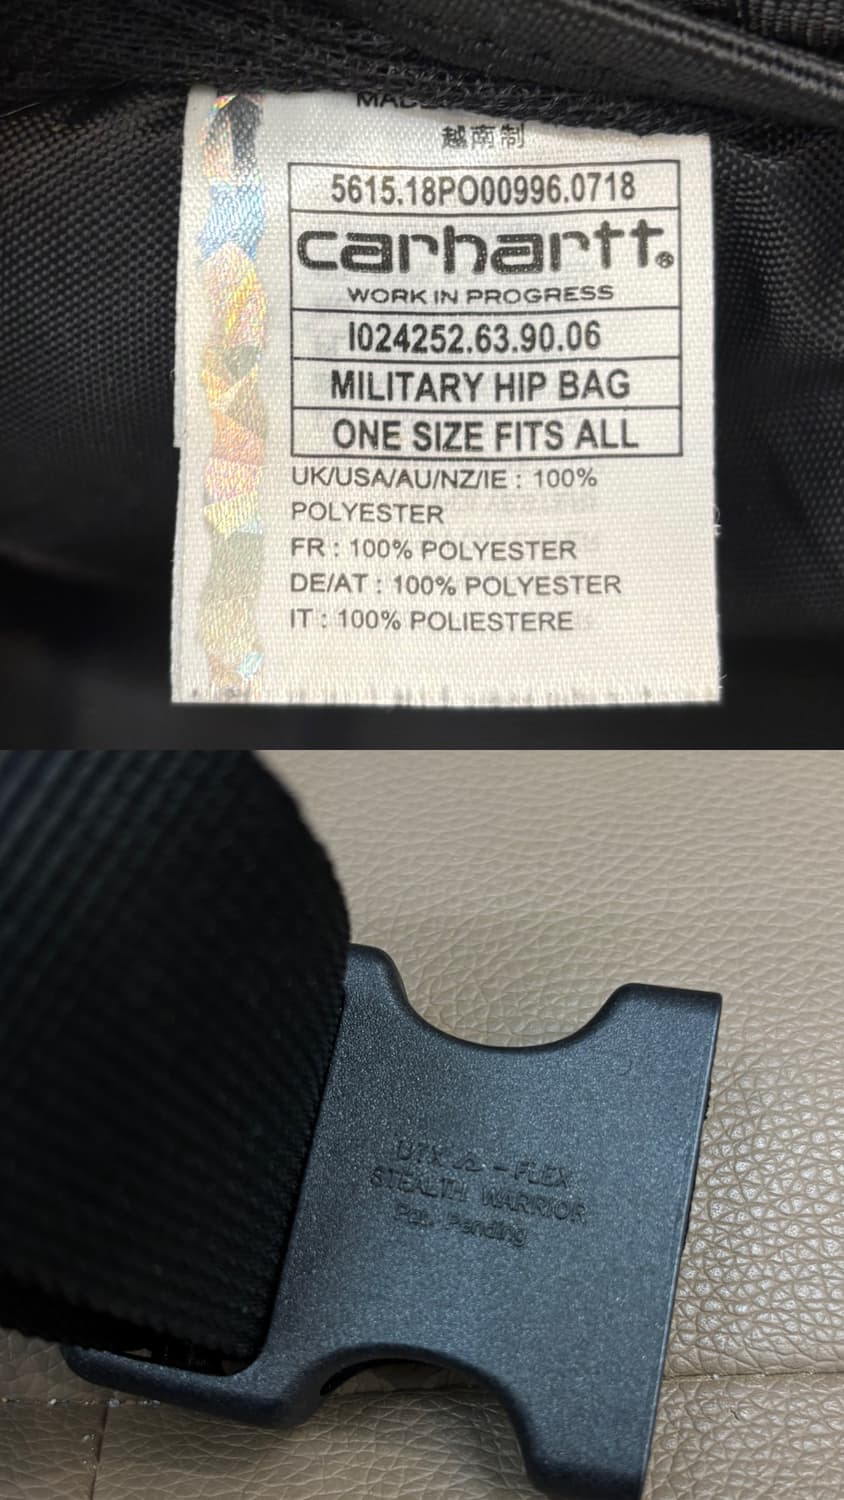 越南制
5615.18PO00996.0718
carhartt®
WORK IN PROGRESS
I024252.63.90.06
MILITARY HIP BAG
ONE SIZE FITS ALL
UK/USA/AU/NZ/IE : 100%
POLYESTER
FR : 100% POLYESTER
DE/AT : 100% POLYESTER
IT : 100% POLIESTERE
-FLEX
STEALTH WARRIOR
Pat. Pending